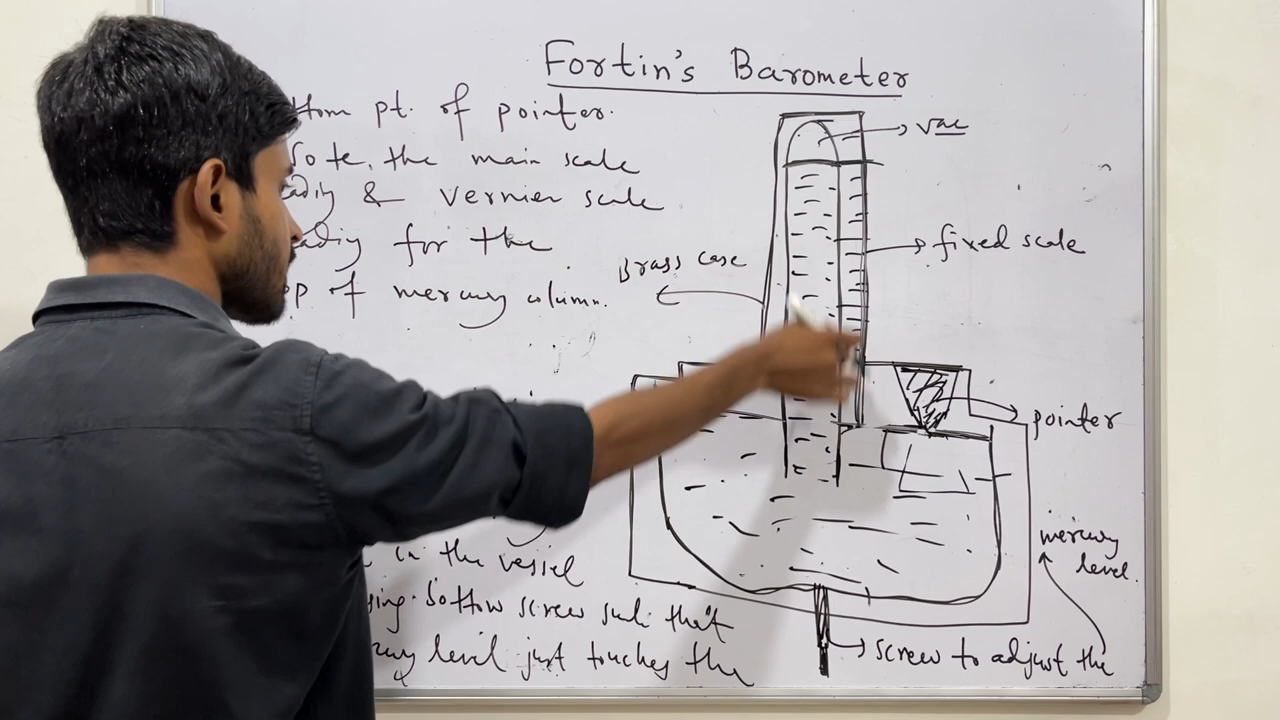 Fortin's Barometer
pt. of pointer.
the main scale
& vernier scale
for the
of mercury column.
vac
fixed scale
Brass case
pointer
mercury
level.
screw to adjust the
in the vessel
bottom screw such that
level just touches the